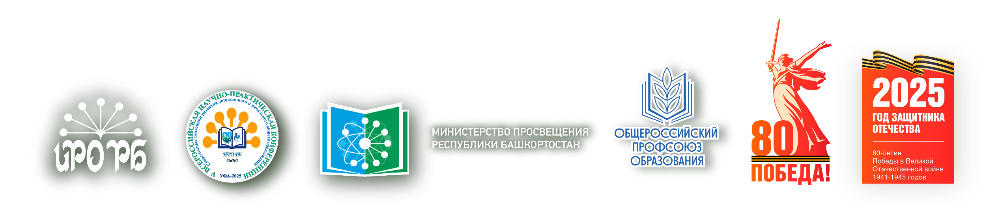 ИРО РБ
V ВСЕРОССИЙСКАЯ НАУЧНО-ПРАКТИЧЕСКАЯ КОНФЕРЕНЦИЯ
Современные тенденции развития дошкольного и начального общего образования
ИРО РБ
ДиНО
УФА-2025
МИНИСТЕРСТВО ПРОСВЕЩЕНИЯ
РЕСПУБЛИКИ БАШКОРТОСТАН
ОБЩЕРОССИЙСКИЙ
ПРОФСОЮЗ
ОБРАЗОВАНИЯ
80
ПОБЕДА!
2025
ГОД ЗАЩИТНИКА
ОТЕЧЕСТВА
80-летие
Победы в Великой
Отечественной войне
1941-1945 годов